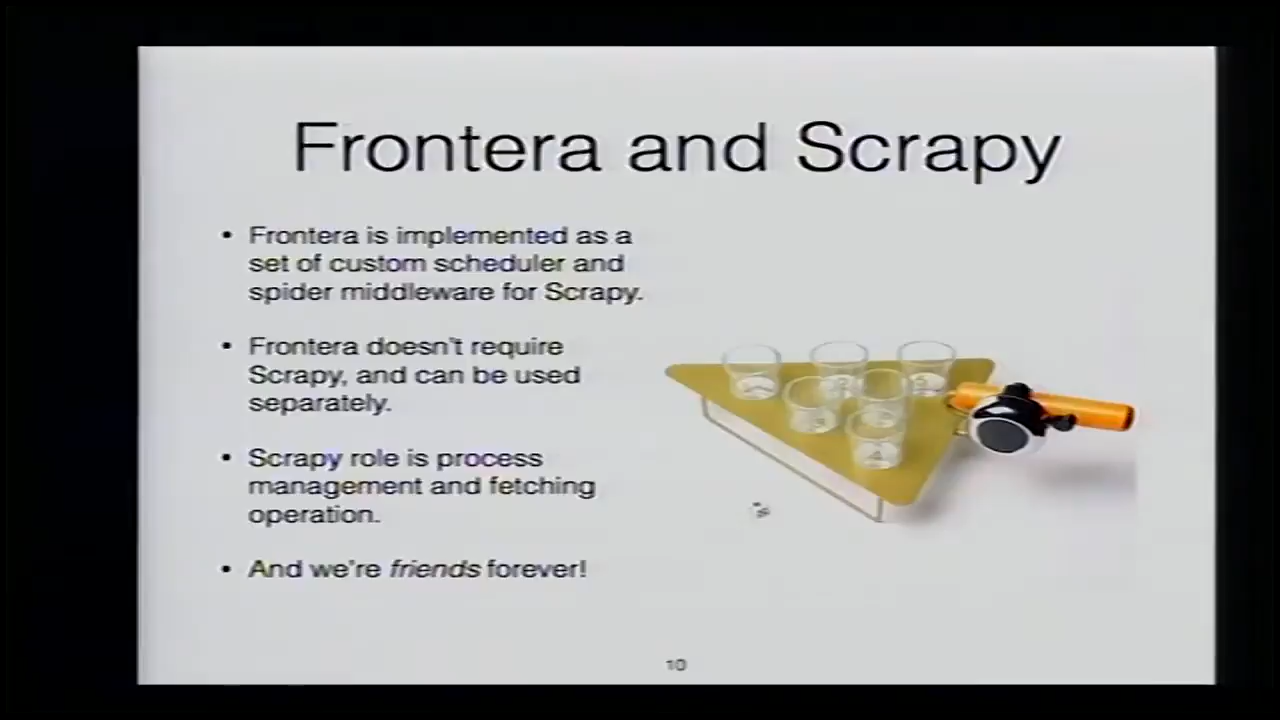 Frontera and Scrapy
• Frontera is implemented as a
set of custom scheduler and
spider middleware for Scrapy.
• Frontera doesn't require
Scrapy, and can be used
separately.
• Scrapy role is process
management and fetching
operation.
• And we're friends forever!
10